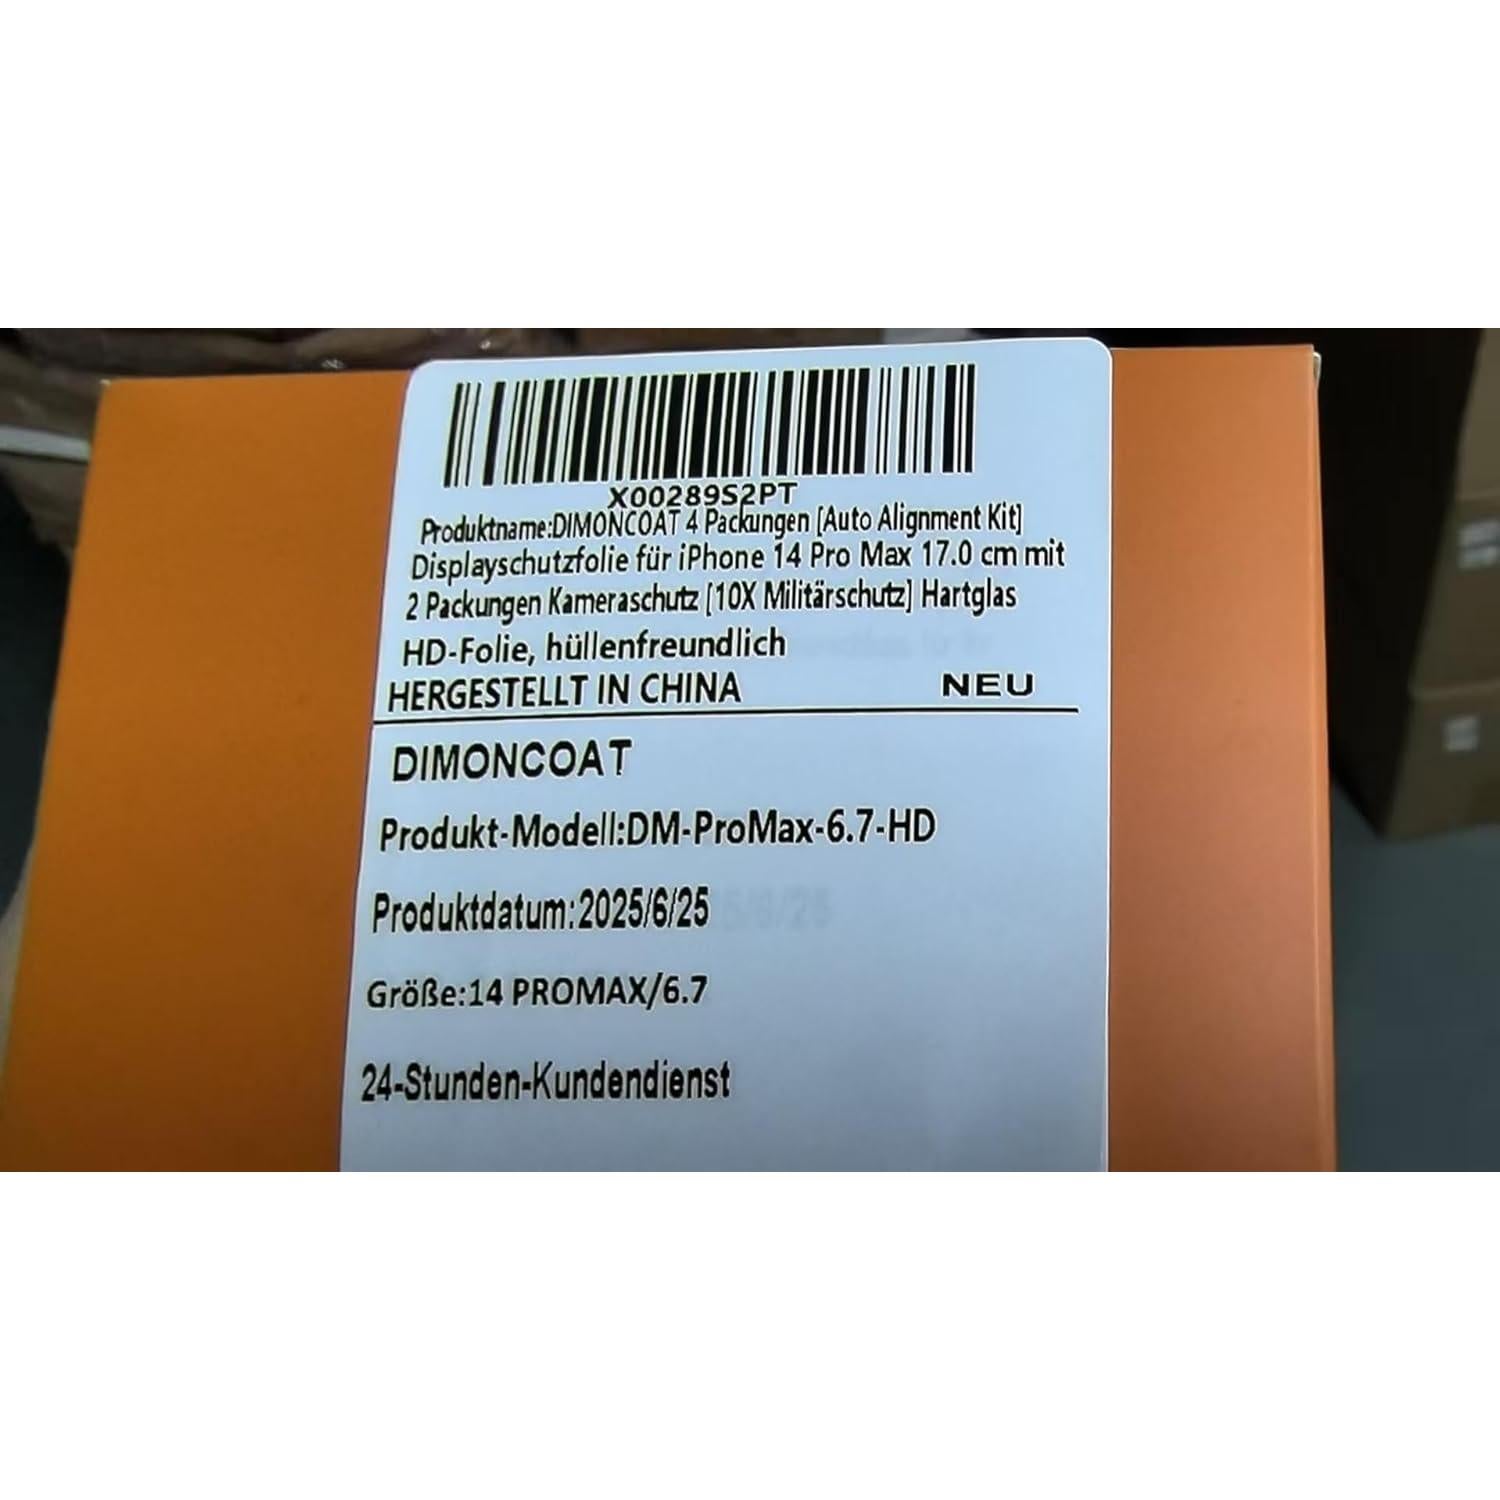 X00289S2PT
Produktname:DIMONCOAT 4 Packungen [Auto Alignment Kit]
Displayschutzfolie für iPhone 14 Pro Max 17.0 cm mit
2 Packungen Kameraschutz [10X Militärschutz] Hartglas
HD-Folie, hüllenfreundlich
HERGESTELLT IN CHINA NEU
DIMONCOAT
Produkt-Modell:DM-ProMax-6.7-HD
Produktdatum:2025/6/25
Größe:14 PROMAX/6.7
24-Stunden-Kundendienst